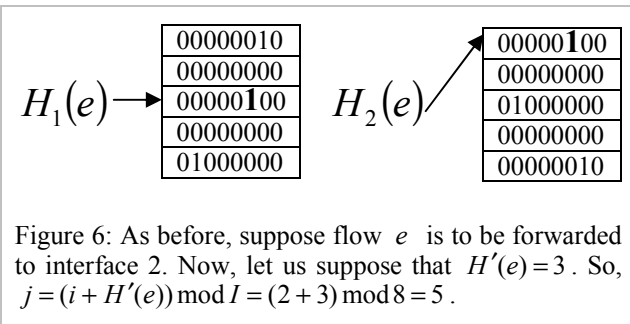 00000010
00000000
H₁(e) 00000100
00000000
01000000
00000100
00000000
H₂(e) 01000000
00000000
00000010
Figure 6: As before, suppose flow e is to be forwarded
to interface 2. Now, let us suppose that H′(e) = 3 . So,
j = (i + H′(e)) mod I = (2 + 3) mod 8 = 5 .